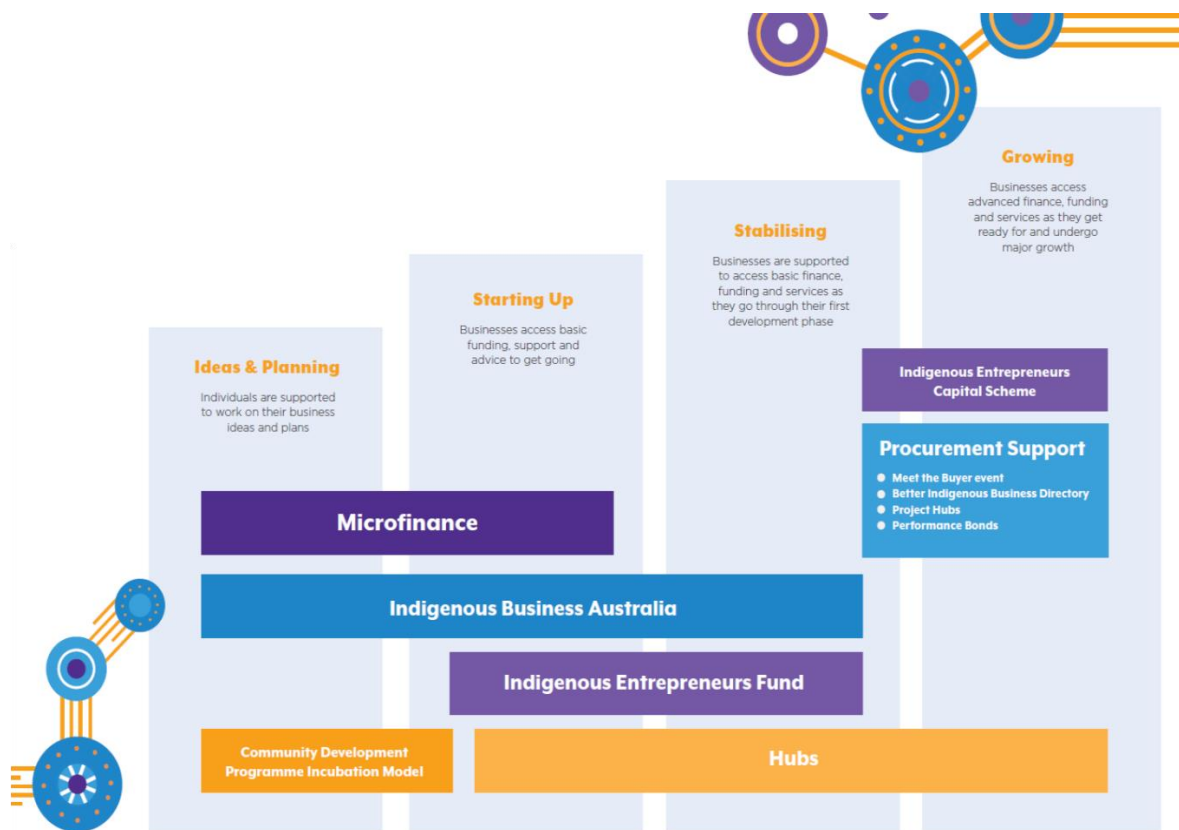 Growing
Businesses access
advanced finance, funding
and services as they get
ready for and undergo
major growth
Stabilising
Businesses are supported
to access basic finance,
funding and services as
they go through their first
development phase
Starting Up
Businesses access basic
funding, support and
advice to get going
Ideas & Planning
Individuals are supported
to work on their business
ideas and plans
Indigenous Entrepreneurs
Capital Scheme
Procurement Support
Meet the Buyer event
Better Indigenous Business Directory
Project Hubs
Performance Bonds
Microfinance
Indigenous Business Australia
Indigenous Entrepreneurs Fund
Community Development
Programme Incubation Model
Hubs